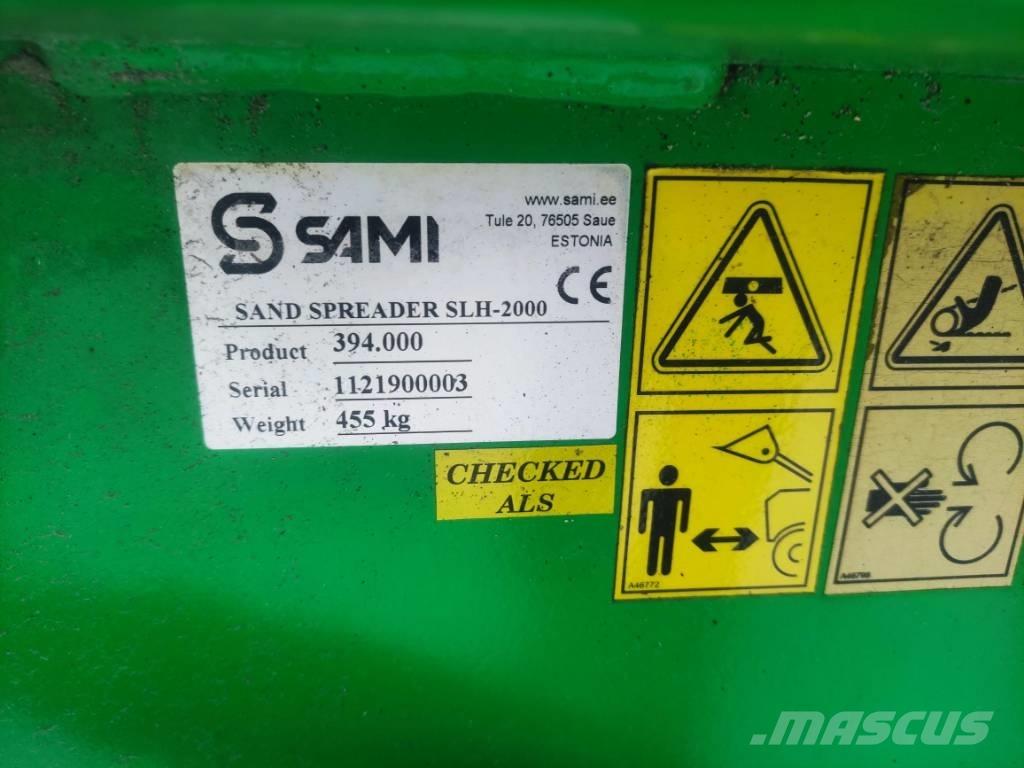 SAMI
www.sami.ee
Tule 20, 76505 Saue
ESTONIA
CE
SAND SPREADER SLH-2000
Product 394.000
Serial 1121900003
Weight 455 kg
CHECKED
ALS
A46772
MASCUS